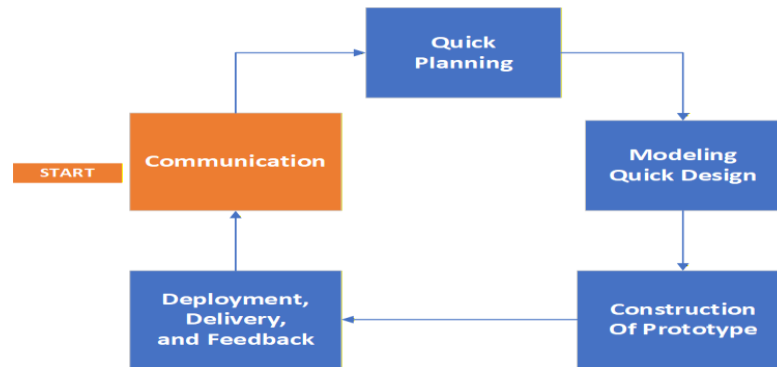 START
Communication
Quick
Planning
Modeling
Quick Design
Construction
Of Prototype
Deployment,
Delivery,
and Feedback